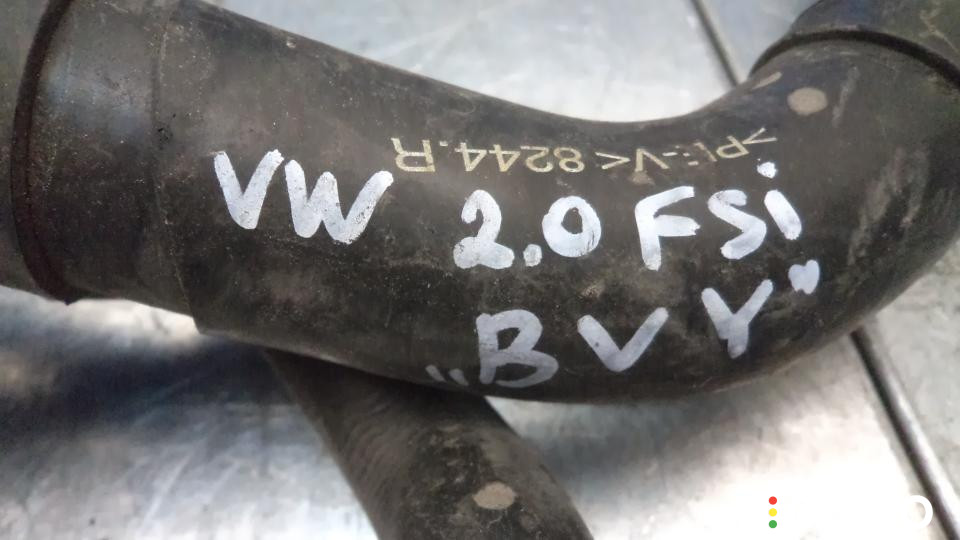 >PE-V< 8244.R
VW 2.0 FSi
„BVY"